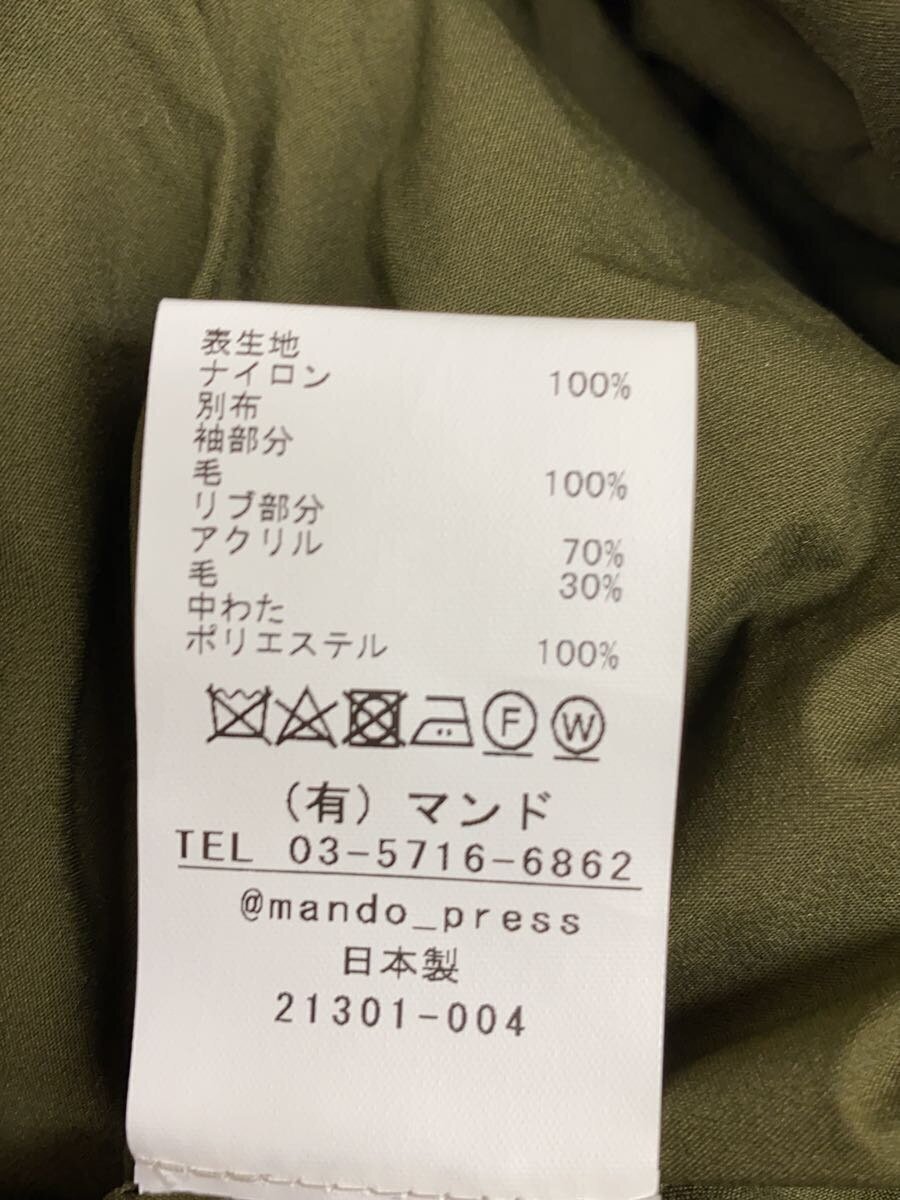 表生地
ナイロン 100%
別布
袖部分
毛 100%
リブ部分
アクリル 70%
毛 30%
中わた
ポリエステル 100%
F W
(有) マンド
TEL 03-5716-6862
@mando_press
日本製
21301-004